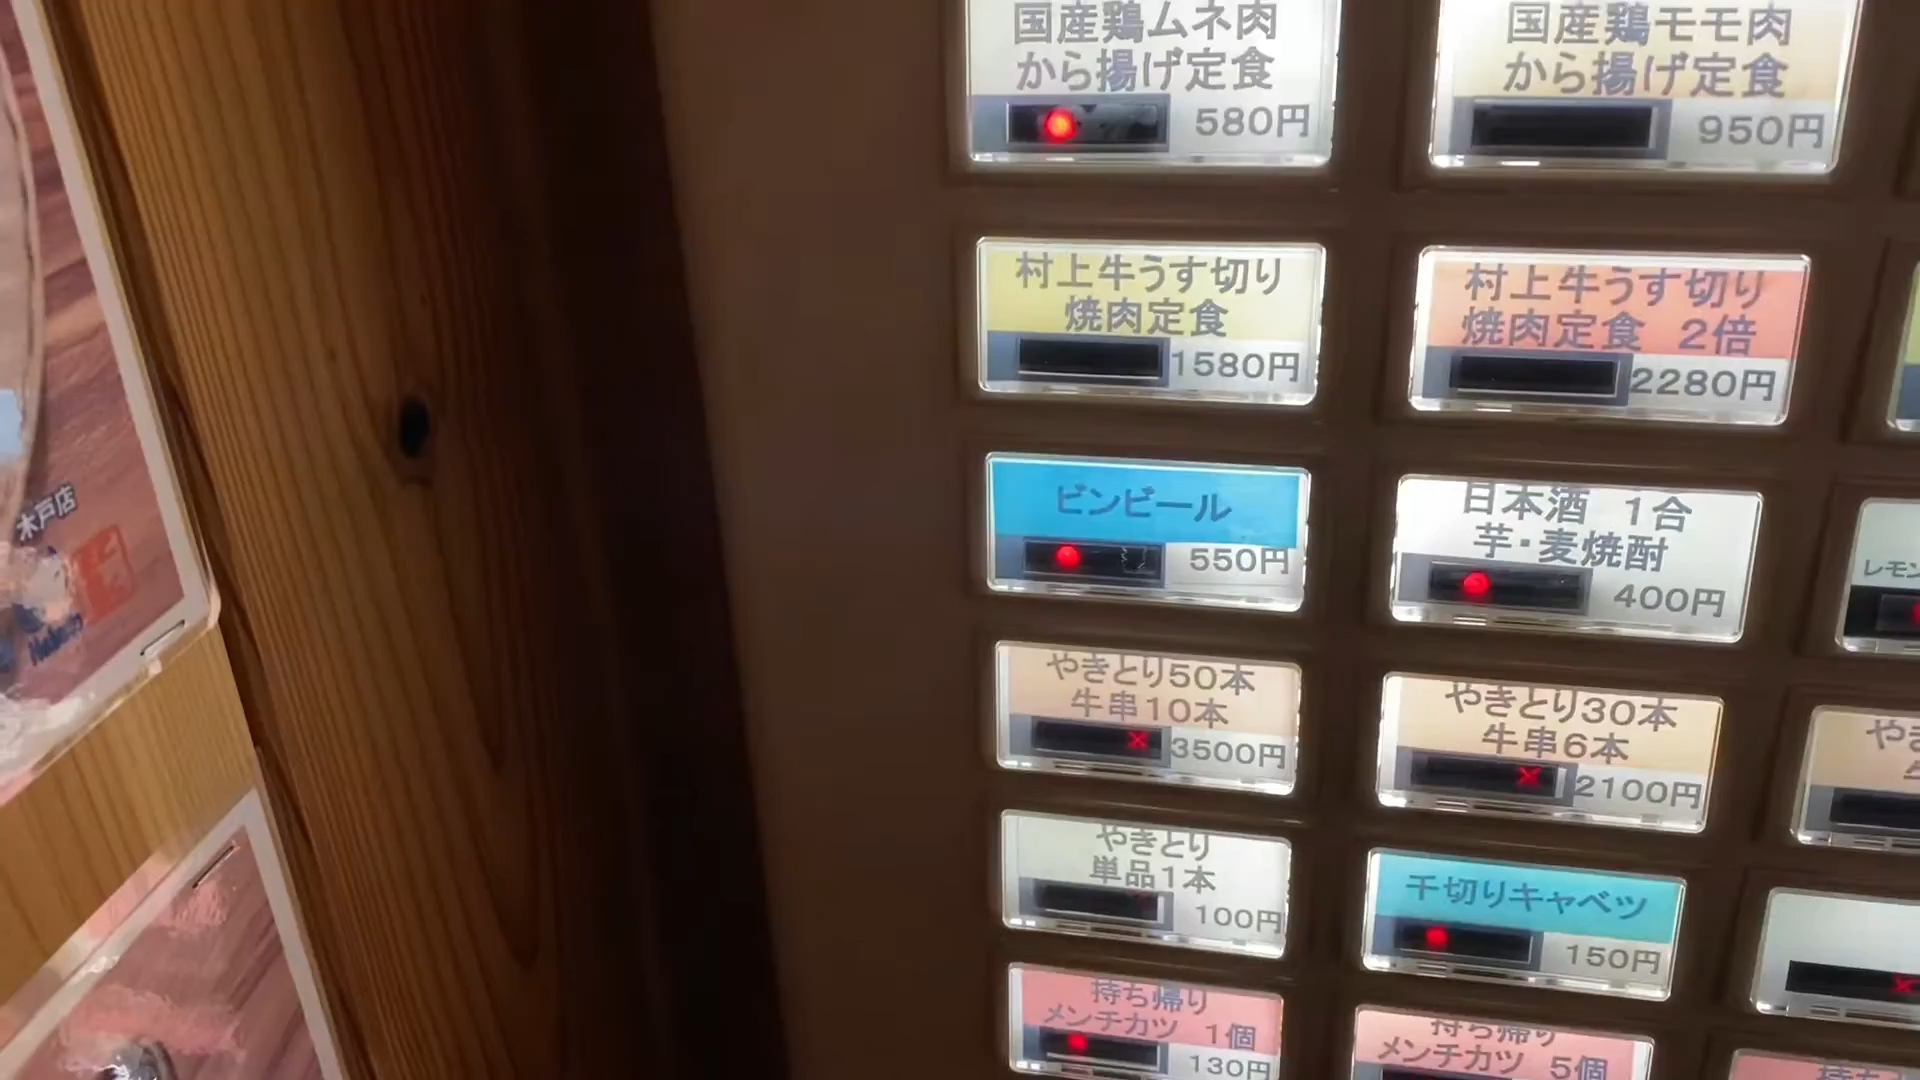 国産鶏ムネ肉
から揚げ定食
580円
国産鶏モモ肉
から揚げ定食
950円
村上牛うす切り
焼肉定食
1580円
村上牛うす切り
焼肉定食 2倍
2280円
ビンビール
550円
日本酒 1合
芋・麦焼酎
400円
レモン
やきとり50本
牛串10本
3500円
やきとり30本
牛串6本
2100円
やき
やきとり
単品1本
100円
千切りキャベツ
150円
持ち帰り
メンチカツ 1個
130円
持ち帰り
メンチカツ 5個
木戸店